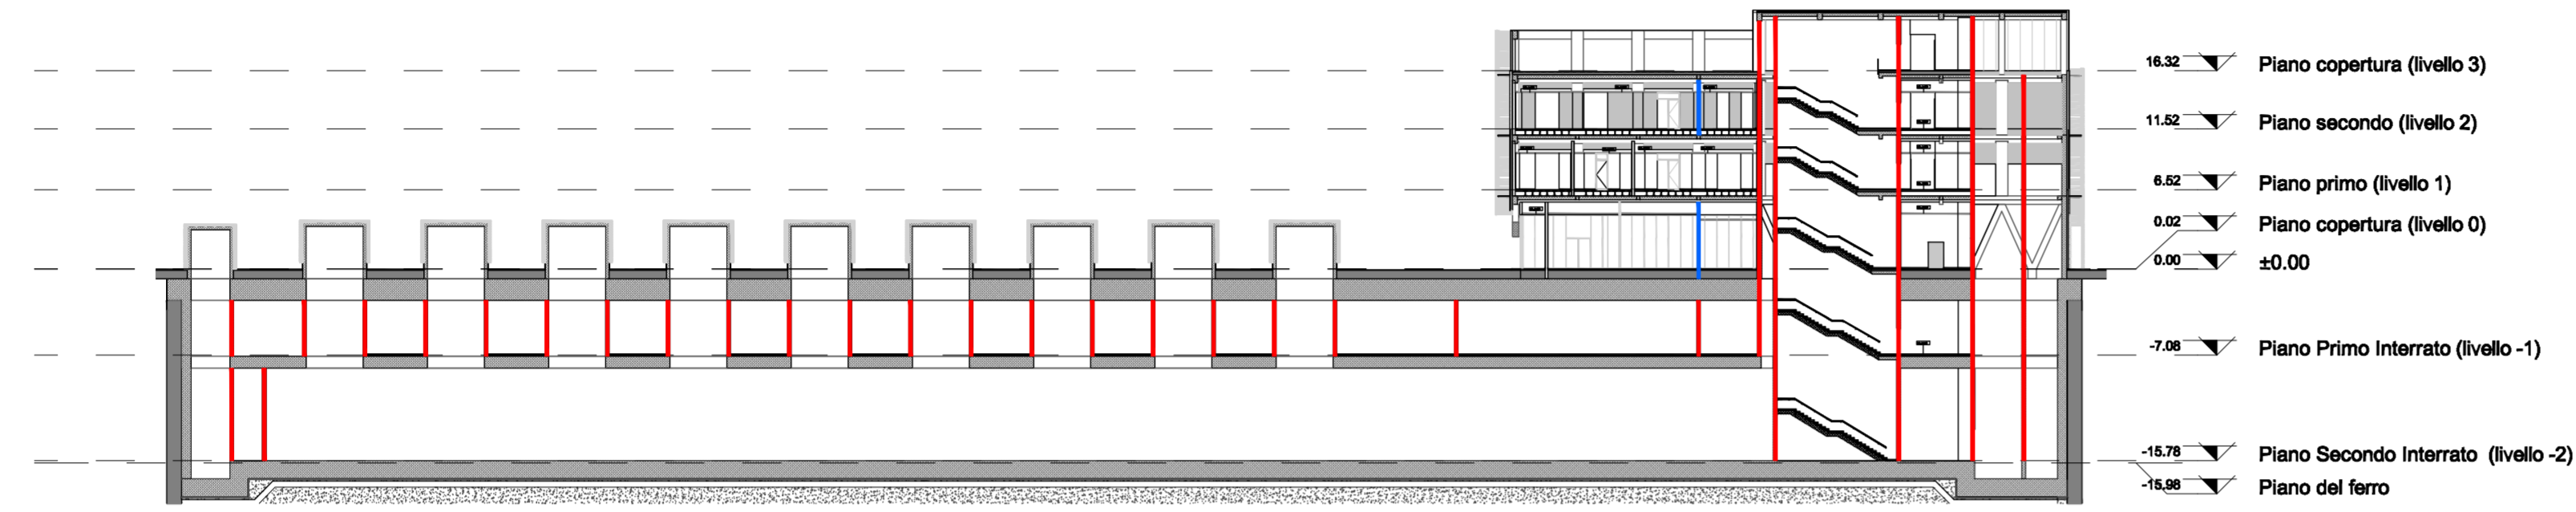 16.32 Piano copertura (livello 3)
11.52 Piano secondo (livello 2)
6.52 Piano primo (livello 1)
0.02 Piano copertura (livello 0)
0.00 ±0.00
-7.08 Piano Primo Interrato (livello -1)
-15.78 Piano Secondo Interrato (livello -2)
-15.98 Piano del ferro